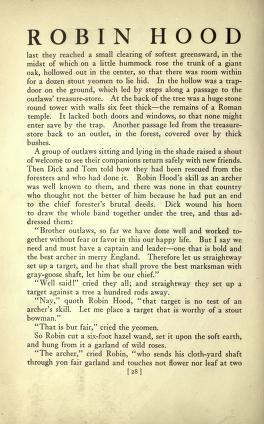 ROBIN HOOD
last they reached a small clearing of softest greensward, in the
midst of which on a little hummock rose the trunk of a giant
oak, hollowed out in the center, so that there was room within
for a dozen stout yeomen to lie hid. In the hollow was a trap-
door on the ground, which led by steps along a passage to the
outlaws' treasure-store. At the back of the tree was a huge stone
round tower with walls six feet thick—the remains of a Roman
temple. It lacked both doors and windows, so that none might
enter save by the trap. Another passage led from the treasure-
store back to an outlet, in the forest, covered over by thick
bushes.
A group of outlaws sitting and lying in the shade raised a shout
of welcome to see their companions return safely with new friends.
Then Dick and Tom told how they had been rescued from the
foresters and who had done it. Robin Hood's skill as an archer
was well known to them, and there was none in that country
who thought not the better of him because he had put an end
to the chief forester's brutal deeds. Dick wound his horn
to draw the whole band together under the tree, and thus ad-
dressed them:
"Brother outlaws, so far we have done well and worked to-
gether without fear or favor in this our happy life. But I say we
need and must have a captain and leader—one that is bold and
the best archer in merry England. Therefore let us straightway
set up a target, and he that shall prove the best marksman with
gray-goose shaft, let him be our chief."
"Well said!" cried they all; and straightway they set up a
target against a tree a hundred rods away.
"Nay," quoth Robin Hood, "that target is no test of an
archer's skill. Let me place a target that is worthy of a stout
bowman."
"That is but fair," cried the yeomen.
So Robin cut a six-foot hazel wand, set it upon the soft earth,
and hung from it a garland of wild roses.
"The archer," cried Robin, "who sends his cloth-yard shaft
through yon fair garland and touches not flower nor leaf at two
[28]